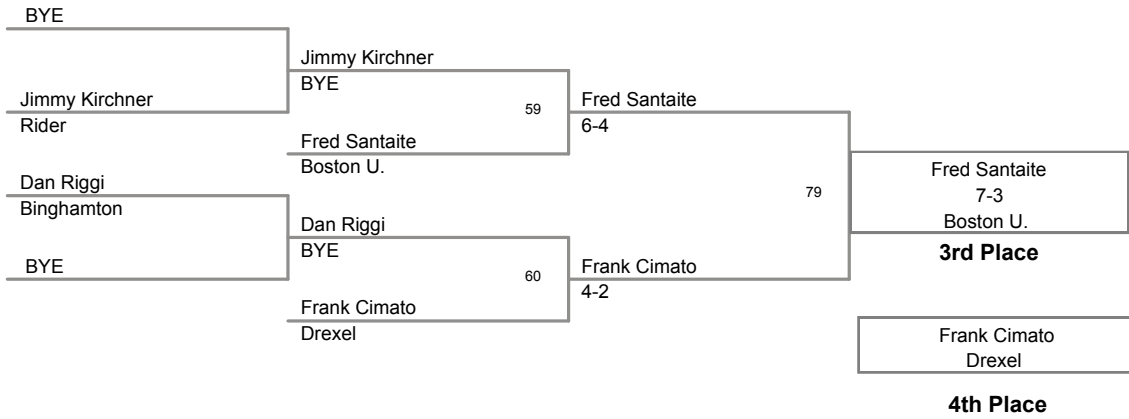 BYE
Jimmy Kirchner
BYE
Jimmy Kirchner
Rider
59
Fred Santaite
6-4
Fred Santaite
Boston U.
Fred Santaite
7-3
Boston U.
3rd Place
Dan Riggi
Binghamton
79
Dan Riggi
BYE
BYE
60
Frank Cimato
4-2
Frank Cimato
Drexel
Frank Cimato
Drexel
4th Place